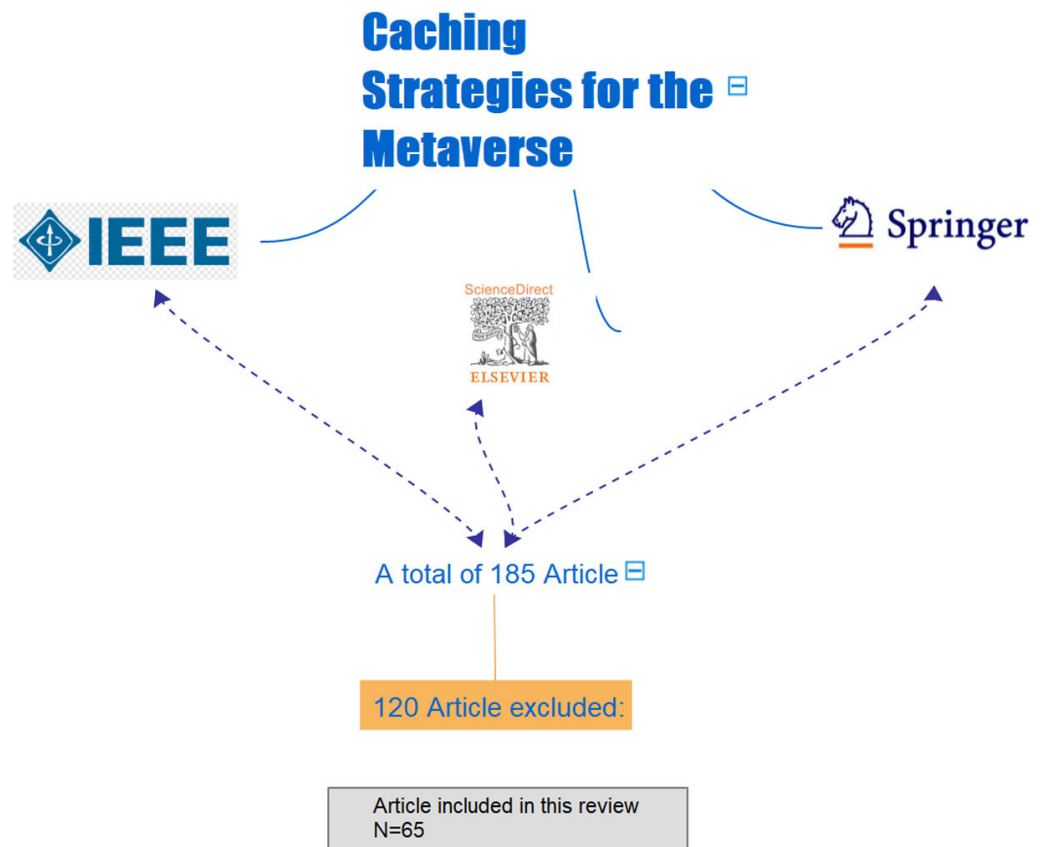 Caching
Strategies for the
Metaverse
IEEE
Springer
ScienceDirect
ELSEVIER
A total of 185 Article
120 Article excluded:
Article included in this review
N=65